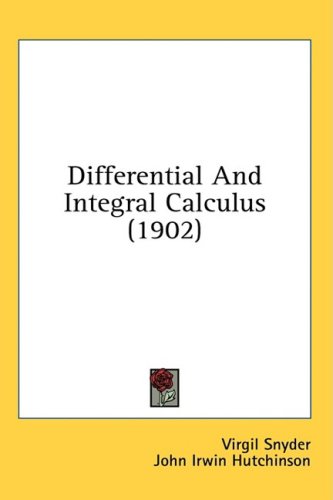 Differential And
Integral Calculus
(1902)
Virgil Snyder
John Irwin Hutchinson